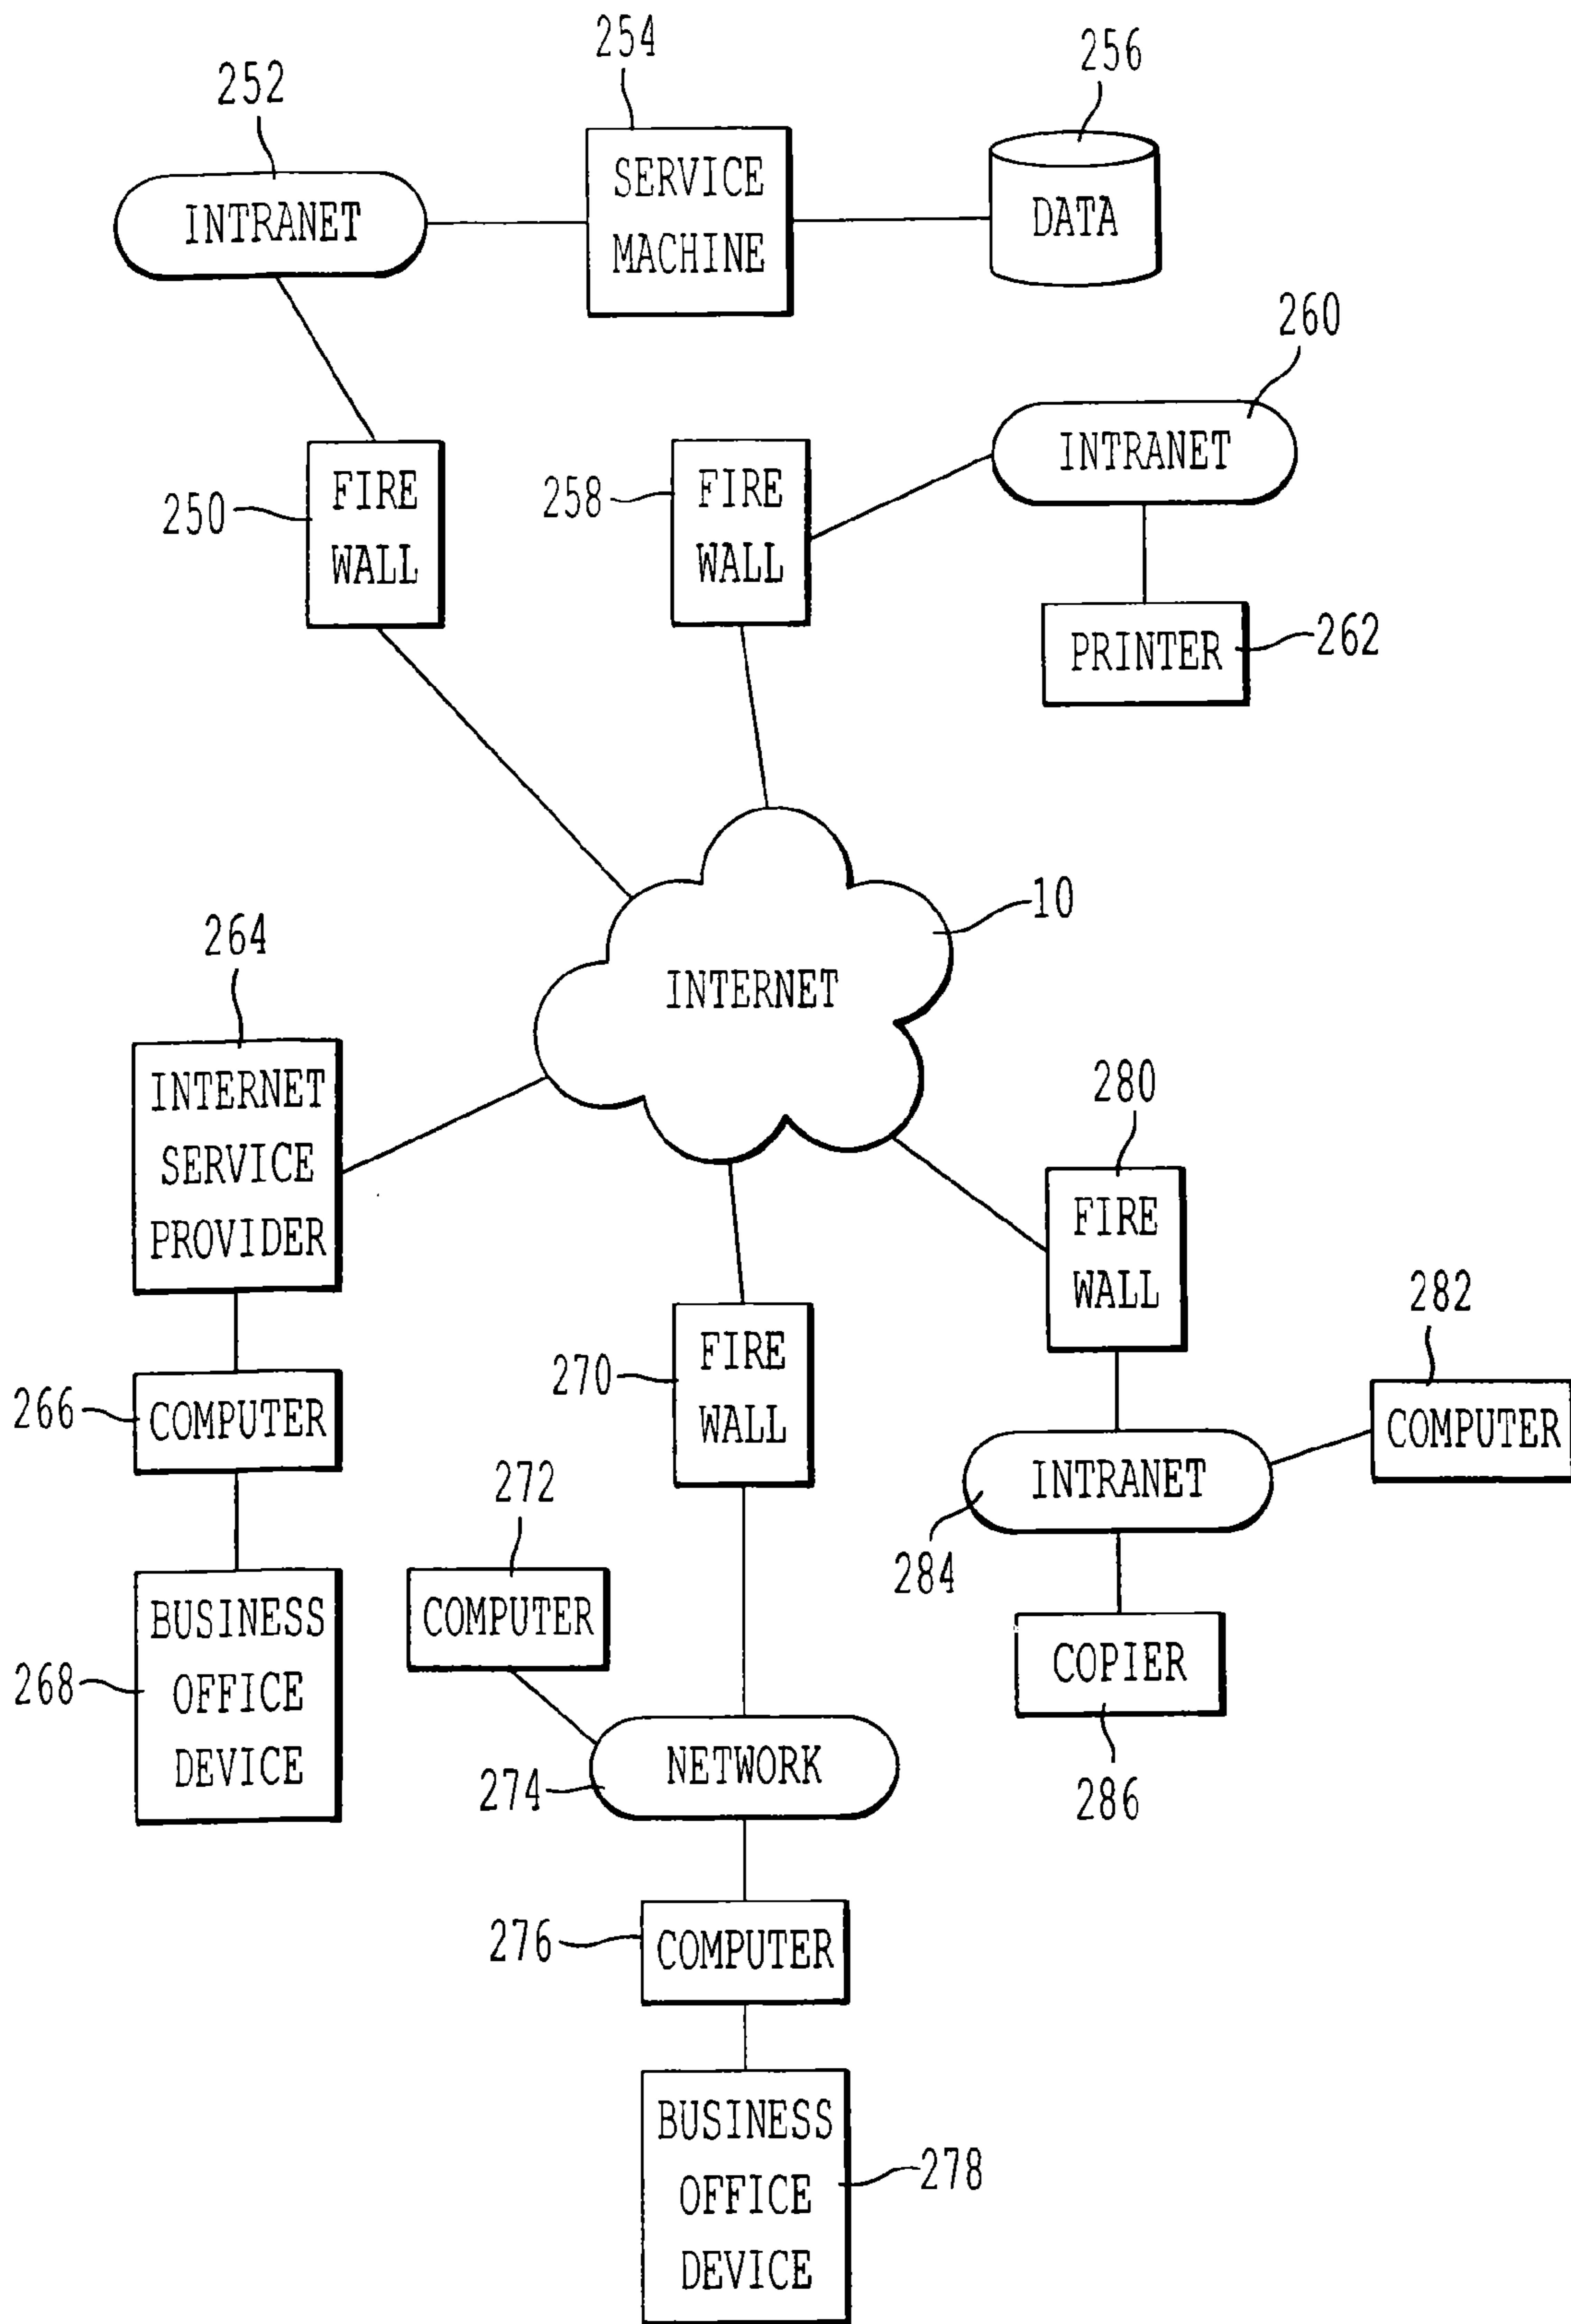 254
256
252
SERVICE
MACHINE
INTRANET
DATA
260
INTRANET
250
FIRE
WALL
258
FIRE
WALL
PRINTER
262
10
264
INTERNET
INTERNET
SERVICE
PROVIDER
280
FIRE
WALL
282
270
FIRE
WALL
266
COMPUTER
COMPUTER
INTRANET
272
284
COMPUTER
BUSINESS
OFFICE
DEVICE
268
COPIER
274
NETWORK
286
276
COMPUTER
BUSINESS
OFFICE
DEVICE
278